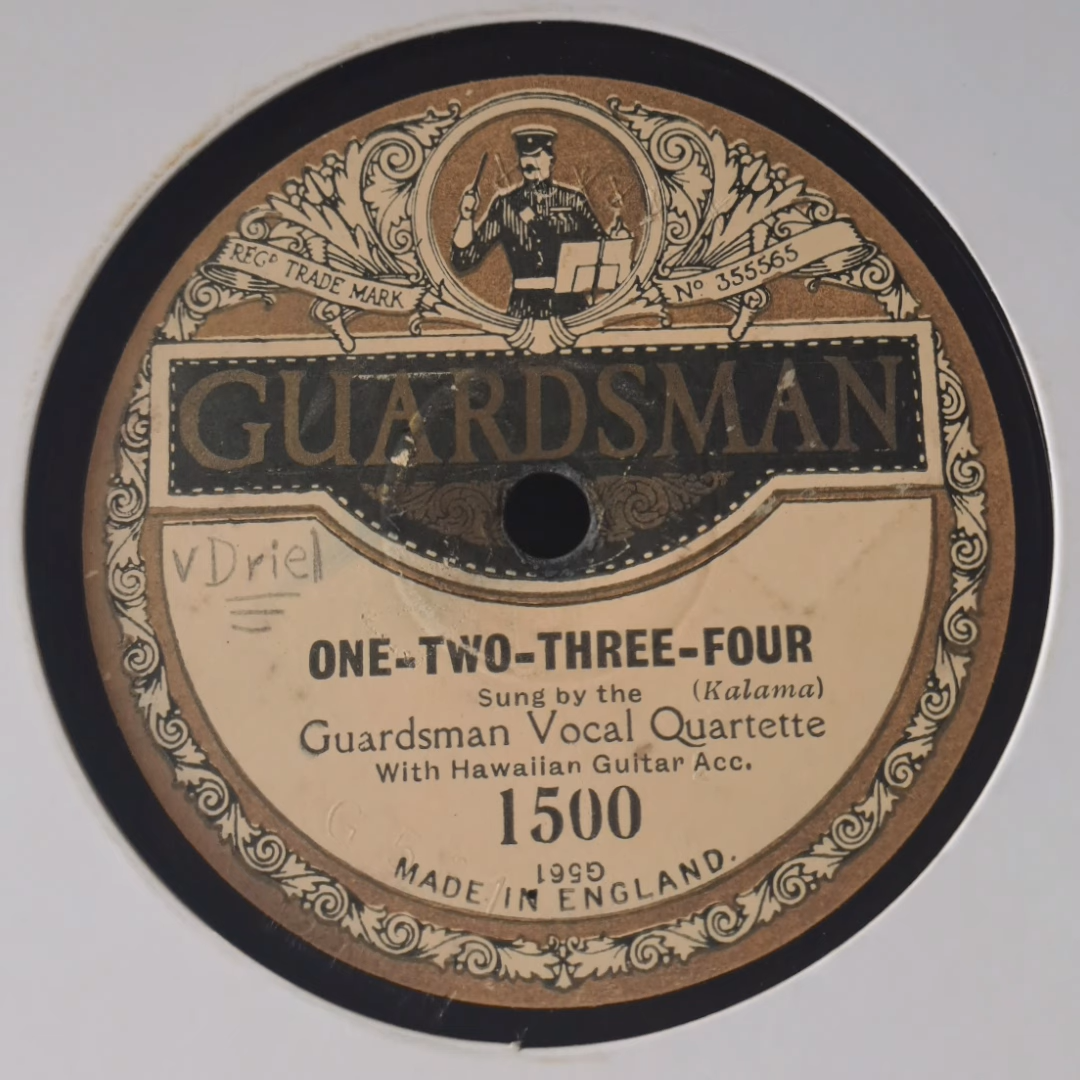 REGD TRADE MARK
No 355565
GUARDSMAN
vDriel
ONE-TWO-THREE-FOUR
Sung by the (Kalama)
Guardsman Vocal Quartette
With Hawaiian Guitar Acc.
1500
G561
MADE IN ENGLAND.